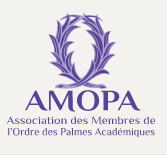 AMOPA
Association des Membres de
l'Ordre des Palmes Académiques